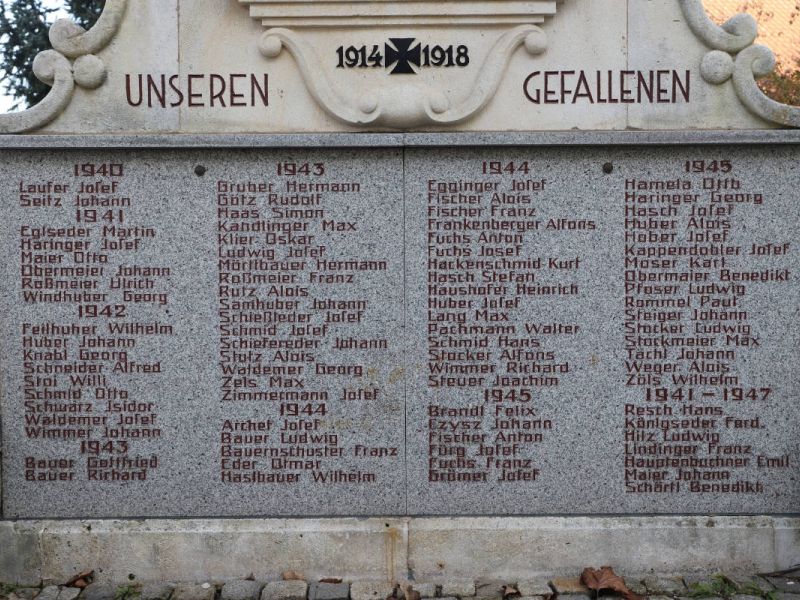 1914 1918
UNSEREN GEFALLENEN
1940
Laufer Josef
Seitz Johann
1941
Eglseder Martin
Häringer Josef
Maier Otto
Obermeier Johann
Roßmeier Ulrich
Windhuber Georg
1942
Feilhuber Wilhelm
Huber Johann
Knabl Georg
Schneider Alfred
Stoi Willi
Schmid Otto
Schwarz Jsidor
Waldemer Josef
Wimmer Johann
1943
Bauer Gottfried
Bauer Richard
1943
Gruber Hermann
Götz Rudolf
Haas Simon
Kandlinger Max
Klier Oskar
Ludwig Josef
Mörtlbauer Hermann
Roßmeier Franz
Rutz Alois
Samhuber Johann
Schießleder Josef
Schmid Josef
Schiefereder Johann
Stolz Alois
Waldemer Georg
Zels Max
Zimmermann Josef
1944
Archet Josef
Bauer Ludwig
Bauernschuster Franz
Eder Otmar
Haslbauer Wilhelm
1944
Egginger Josef
Fischer Alois
Fischer Franz
Frankenberger Alfons
Fuchs Anton
Fuchs Josef
Hackenschmid Kurt
Hasch Stefan
Haushofer Heinrich
Huber Josef
Lang Max
Pachmann Walter
Schmid Hans
Stocker Alfons
Wimmer Richard
Steuer Joachim
1945
Brandl Felix
Czysz Johann
Fischer Anton
Fürg Josef
Fuchs Franz
Grömer Josef
1945
Hamela Otto
Haringer Georg
Hasch Josef
Huber Alois
Hober Josef
Kappendobler Josef
Moser Karl
Obermaier Benedikt
Pfoser Ludwig
Rommel Paul
Steiger Johann
Stocker Ludwig
Stockmeier Max
Tächl Johann
Weger Alois
Zöls Wilhelm
1941 - 1947
Resch Hans
Königseder Ferd.
Hilz Ludwig
Lindinger Franz
Hauptenbuchner Emil
Maier Johann
Schärtl Benedikt